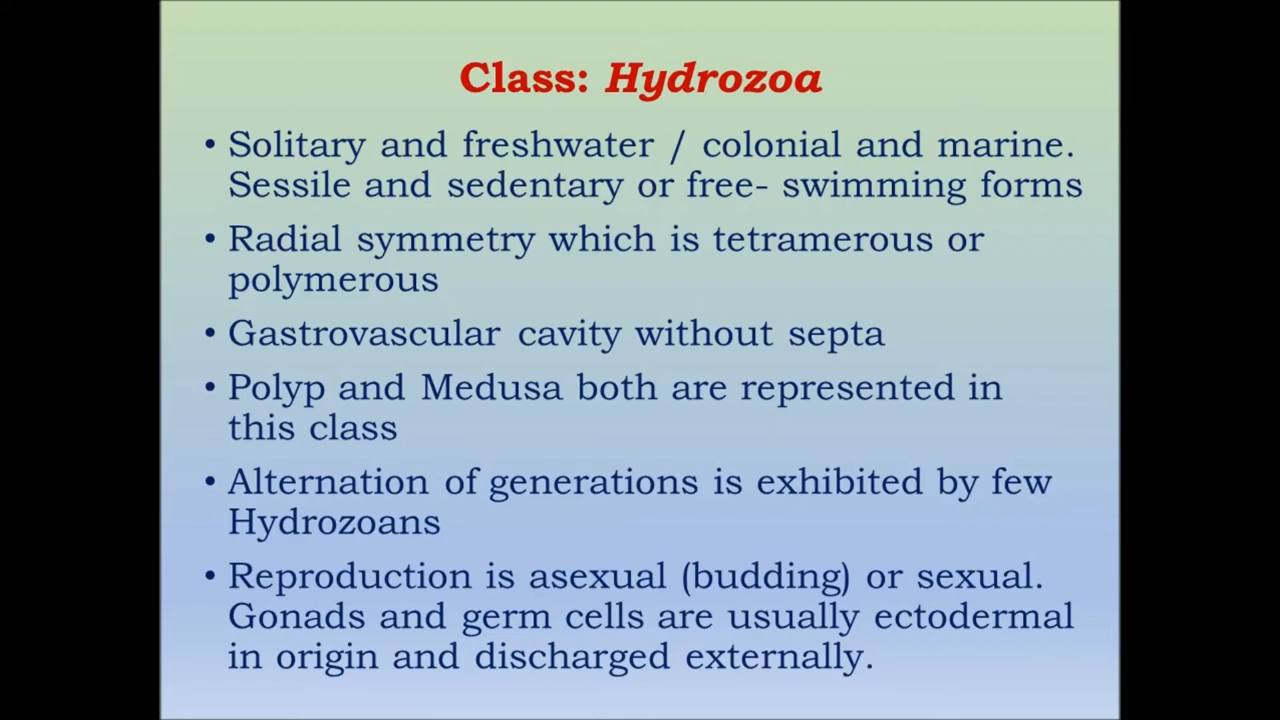 Class: Hydrozoa
• Solitary and freshwater / colonial and marine.
Sessile and sedentary or free- swimming forms
• Radial symmetry which is tetramerous or
polymerous
• Gastrovascular cavity without septa
• Polyp and Medusa both are represented in
this class
• Alternation of generations is exhibited by few
Hydrozoans
• Reproduction is asexual (budding) or sexual.
Gonads and germ cells are usually ectodermal
in origin and discharged externally.